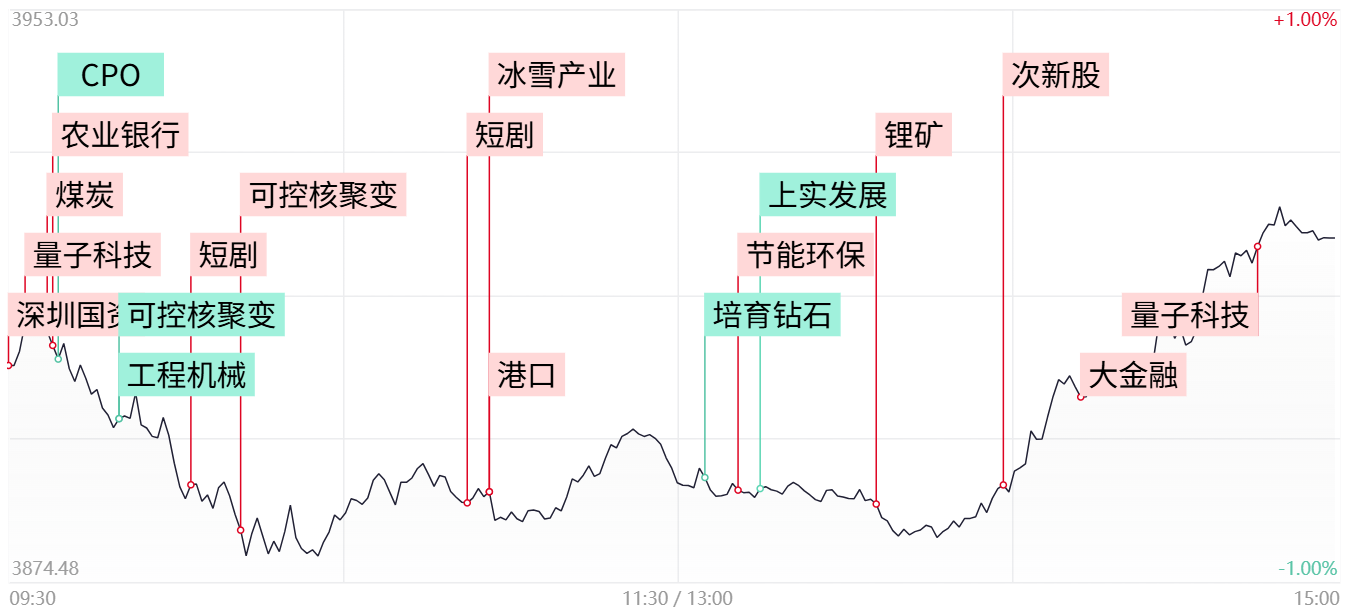 3953.03
+1.00%
CPO
冰雪产业
次新股
农业银行
短剧
锂矿
煤炭
可控核聚变
上实发展
量子科技
短剧
节能环保
深圳国资
可控核聚变
培育钻石
量子科技
工程机械
港口
大金融
3874.48
-1.00%
09:30
11:30 / 13:00
15:00